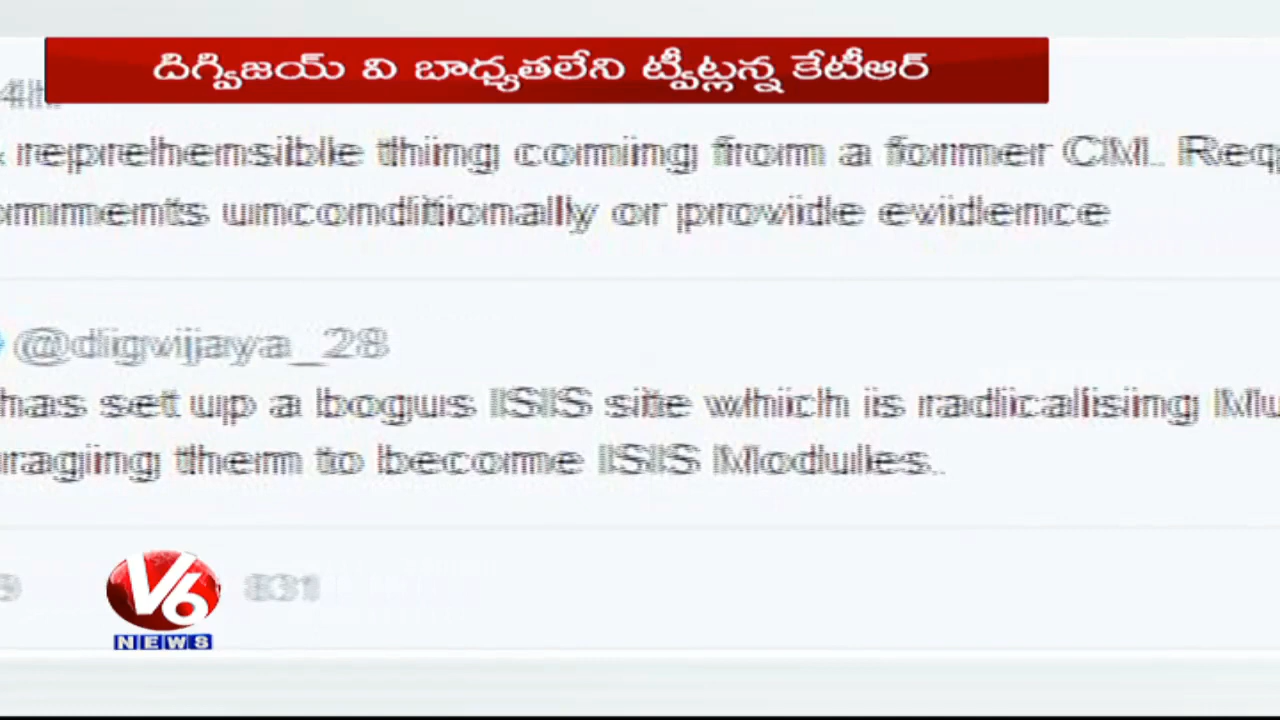 దిగ్విజయ్ వి బాధ్యతలేని ట్వీట్లన్న కేటీఆర్
4h.
reprehensible thing coming from a former CM. Req
omments unconditionally or provide evidence
@digvijaya_28
has set up a bogus ISIS site which is radicalising Mu
raging them to become ISIS Modules.
831
V6
NEWS